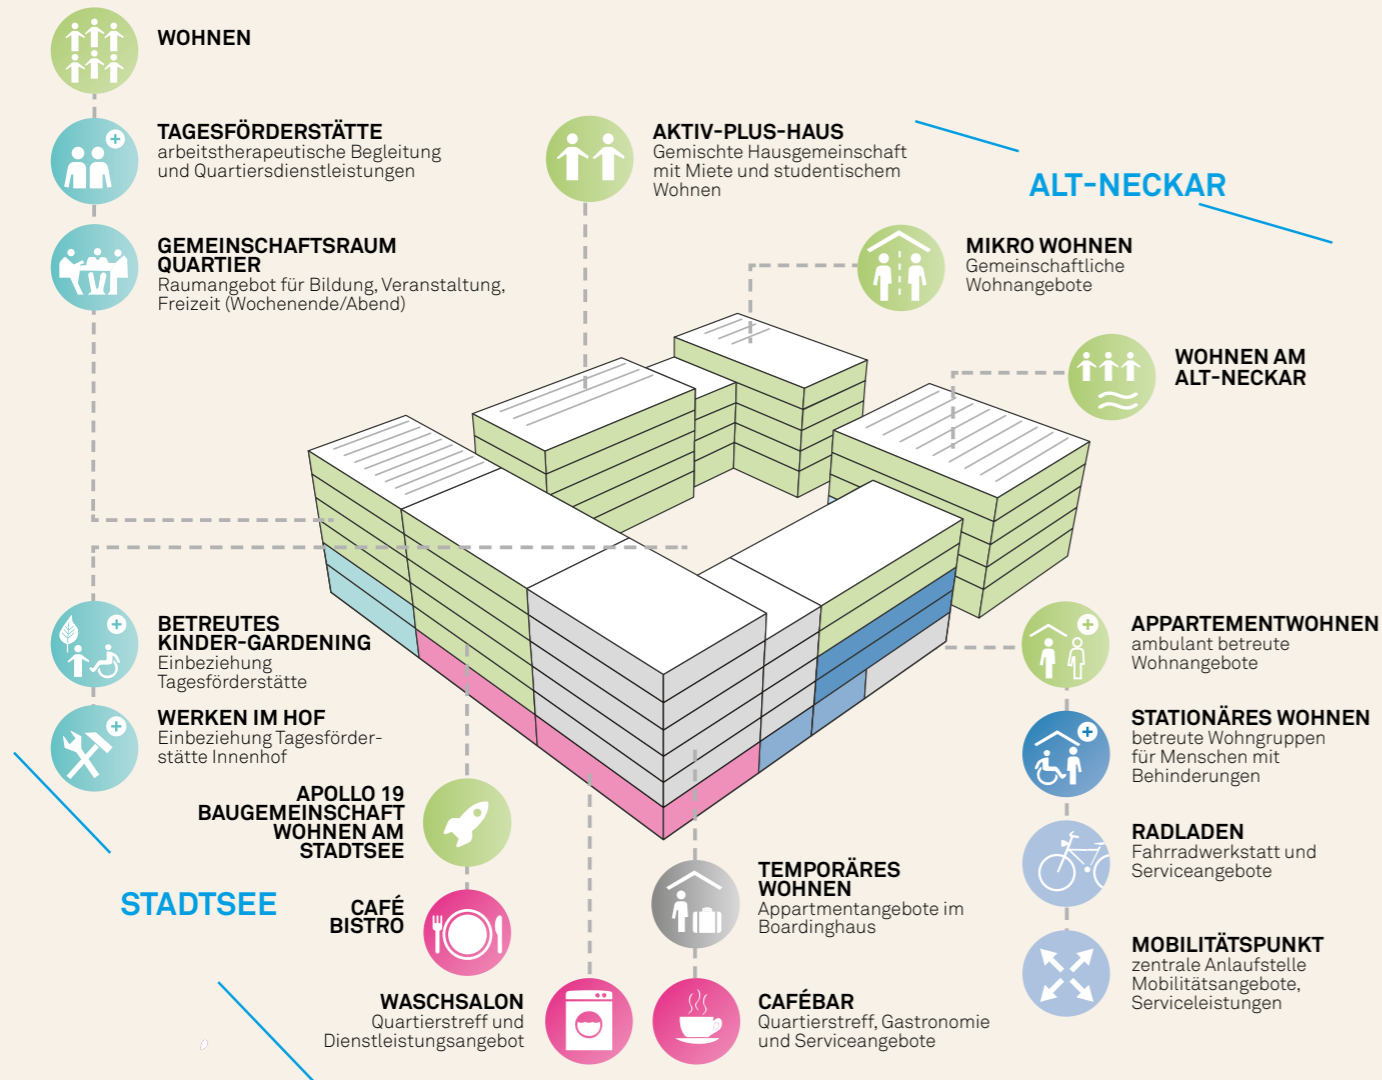 WOHNEN
TAGESFÖRDERSTÄTTE
arbeitstherapeutische Begleitung
und Quartiersdienstleistungen
GEMEINSCHAFTSRAUM
QUARTIER
Raumangebot für Bildung, Veranstaltung,
Freizeit (Wochenende/Abend)
AKTIV-PLUS-HAUS
Gemischte Hausgemeinschaft
mit Miete und studentischem
Wohnen
ALT-NECKAR
MIKRO WOHNEN
Gemeinschaftliche
Wohnangebote
WOHNEN AM
ALT-NECKAR
BETREUTES
KINDER-GARDENING
Einbeziehung
Tagesförderstätte
WERKEN IM HOF
Einbeziehung Tagesförder-
stätte Innenhof
APOLLO 19
BAUGEMEINSCHAFT
WOHNEN AM
STADTSEE
STADTSEE
CAFÉ
BISTRO
WASCHSALON
Quartierstreff und
Dienstleistungsangebot
TEMPORÄRES
WOHNEN
Appartmentangebote im
Boardinghaus
CAFÉBAR
Quartierstreff, Gastronomie
und Serviceangebote
APPARTEMENTWOHNEN
ambulant betreute
Wohnangebote
STATIONÄRES WOHNEN
betreute Wohngruppen
für Menschen mit
Behinderungen
RADLADEN
Fahrradwerkstatt und
Serviceangebote
MOBILITÄTSPUNKT
zentrale Anlaufstelle
Mobilitätsangebote,
Serviceleistungen